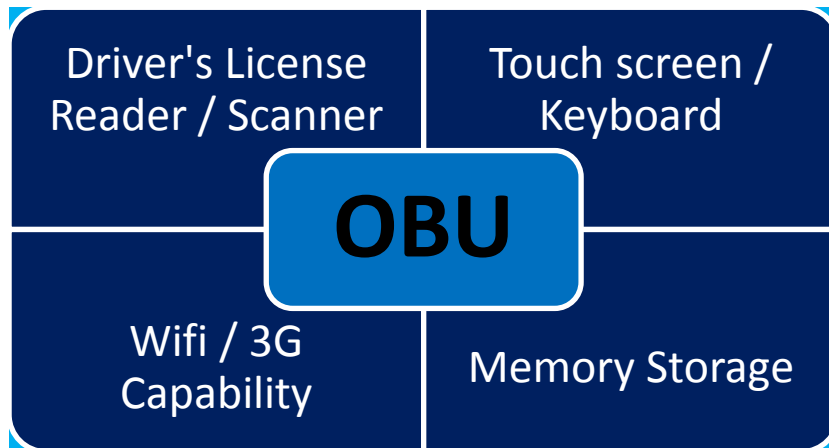 Driver's License
Reader / Scanner
Touch screen /
Keyboard
OBU
Wifi / 3G
Capability
Memory Storage